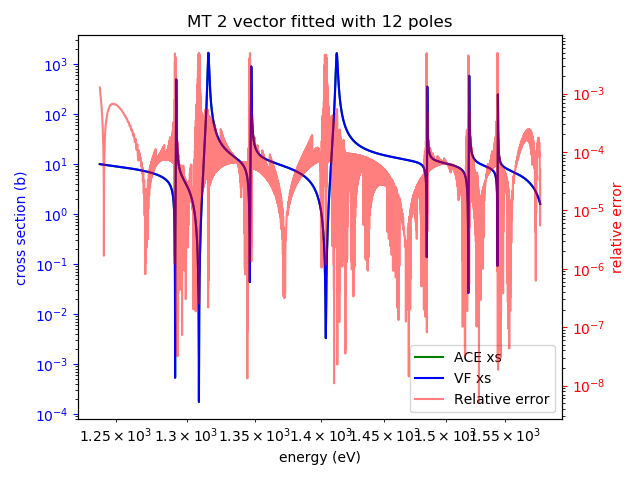 MT 2 vector fitted with 12 poles
cross section (b)
10³
10²
10¹
10⁰
10⁻¹
10⁻²
10⁻³
10⁻⁴
10⁻³
10⁻⁴
10⁻⁵
10⁻⁶
10⁻⁷
10⁻⁸
relative error
ACE xs
VF xs
Relative error
1.25 × 10³ 1.3 × 10³ 1.35 × 10³ 1.4 × 10³ 1.45 × 10³ 1.5 × 10³ 1.55 × 10³
energy (eV)